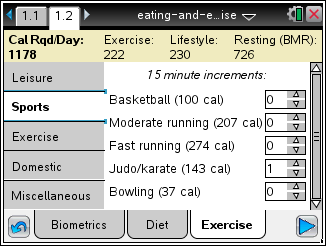 1.1 1.2 eating-and-e...ise
Cal Rqd/Day: Exercise: Lifestyle: Resting (BMR):
1178 222 230 726
Leisure
Sports
Exercise
Domestic
Miscellaneous
15 minute increments:
Basketball (100 cal) 0
Moderate running (207 cal) 0
Fast running (274 cal) 0
Judo/karate (143 cal) 1
Bowling (37 cal) 0
Biometrics Diet Exercise